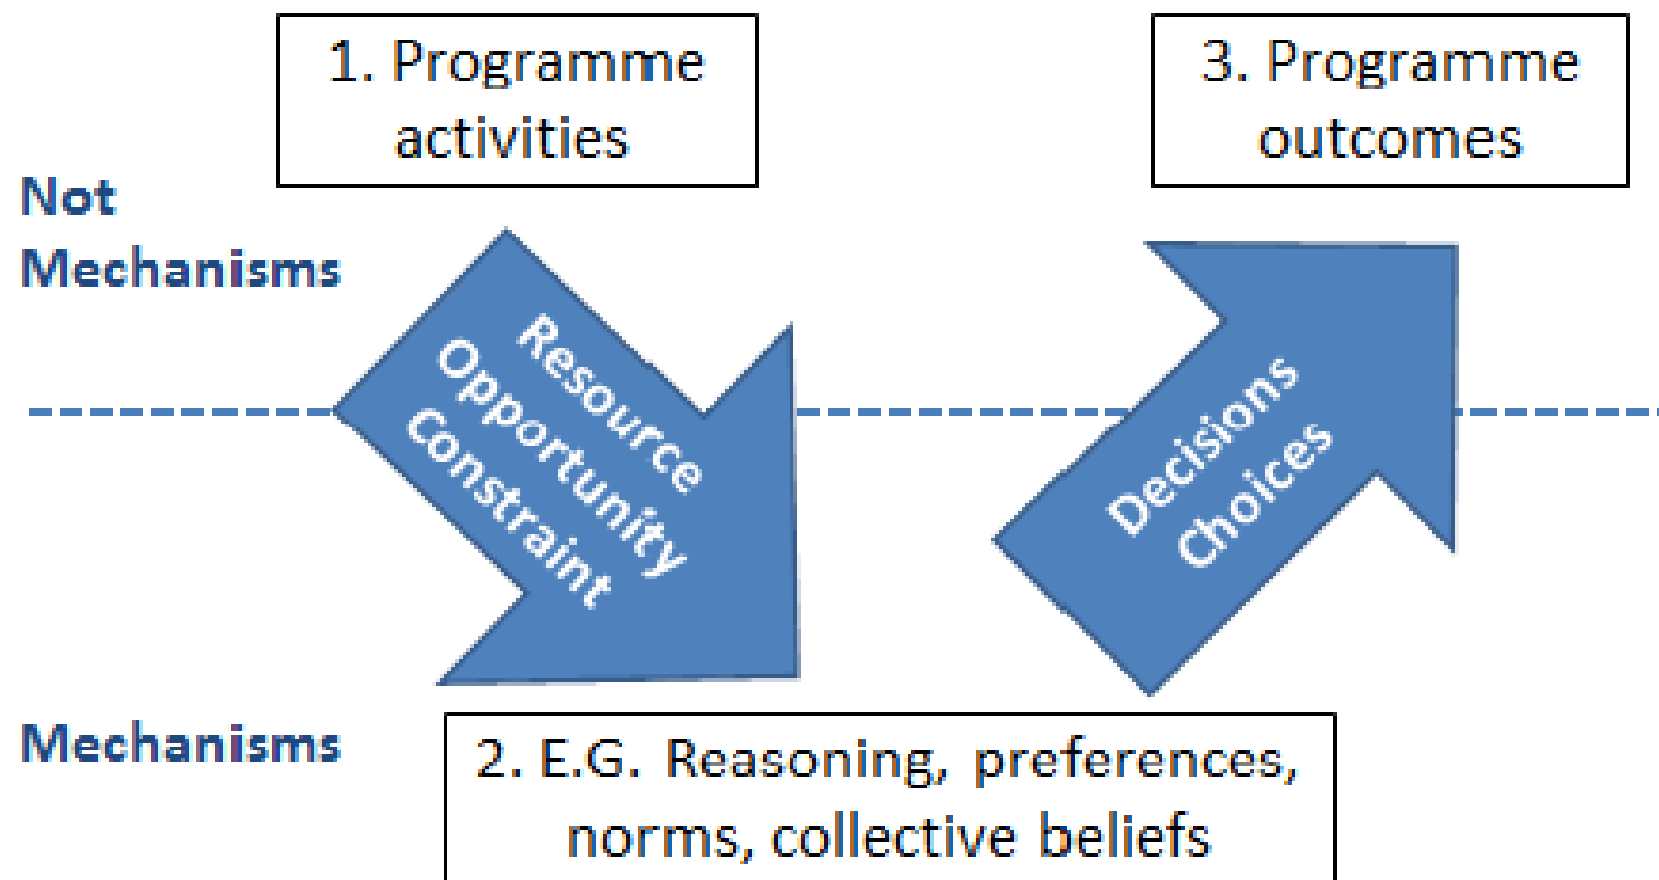 1. Programme
activities
3. Programme
outcomes
Not
Mechanisms
Resource
Opportunity
Constraint
Decisions
Choices
Mechanisms
2. E.G. Reasoning, preferences,
norms, collective beliefs